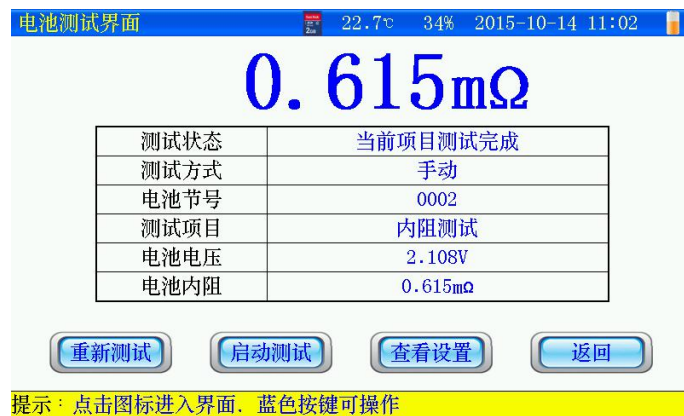 电池测试界面 2GB 22.7℃ 34% 2015-10-14 11:02
0.615mΩ
测试状态 当前项目测试完成
测试方式 手动
电池节号 0002
测试项目 内阻测试
电池电压 2.108V
电池内阻 0.615mΩ
重新测试 启动测试 查看设置 返回
提示：点击图标进入界面．蓝色按键可操作